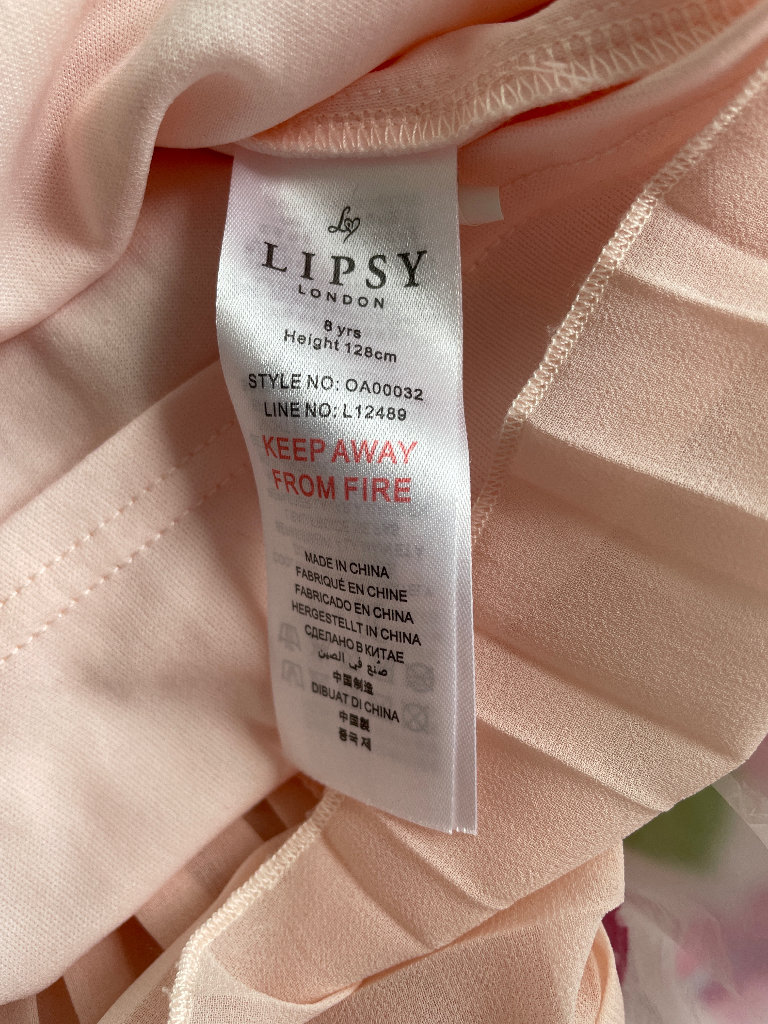 LIPSY
LONDON
8 yrs
Height 128cm
STYLE NO: OA00032
LINE NO: L12489
KEEP AWAY
FROM FIRE
MADE IN CHINA
FABRIQUÉ EN CHINE
FABRICADO EN CHINA
HERGESTELLT IN CHINA
СДЕЛАНО В КИТАЕ
صنع في الصين
中国制造
DIBUAT DI CHINA
中国製
중국 제